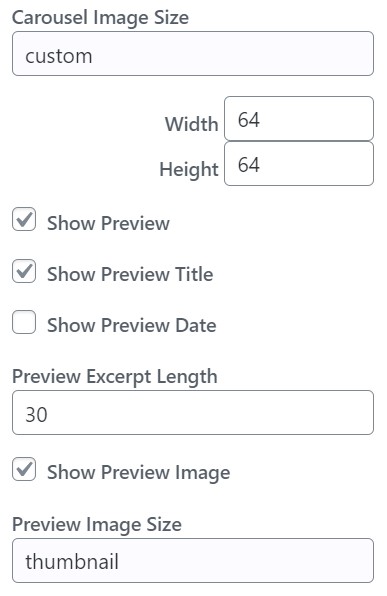 Carousel Image Size
custom
Width 64
Height 64
Show Preview
Show Preview Title
Show Preview Date
Preview Excerpt Length
30
Show Preview Image
Preview Image Size
thumbnail